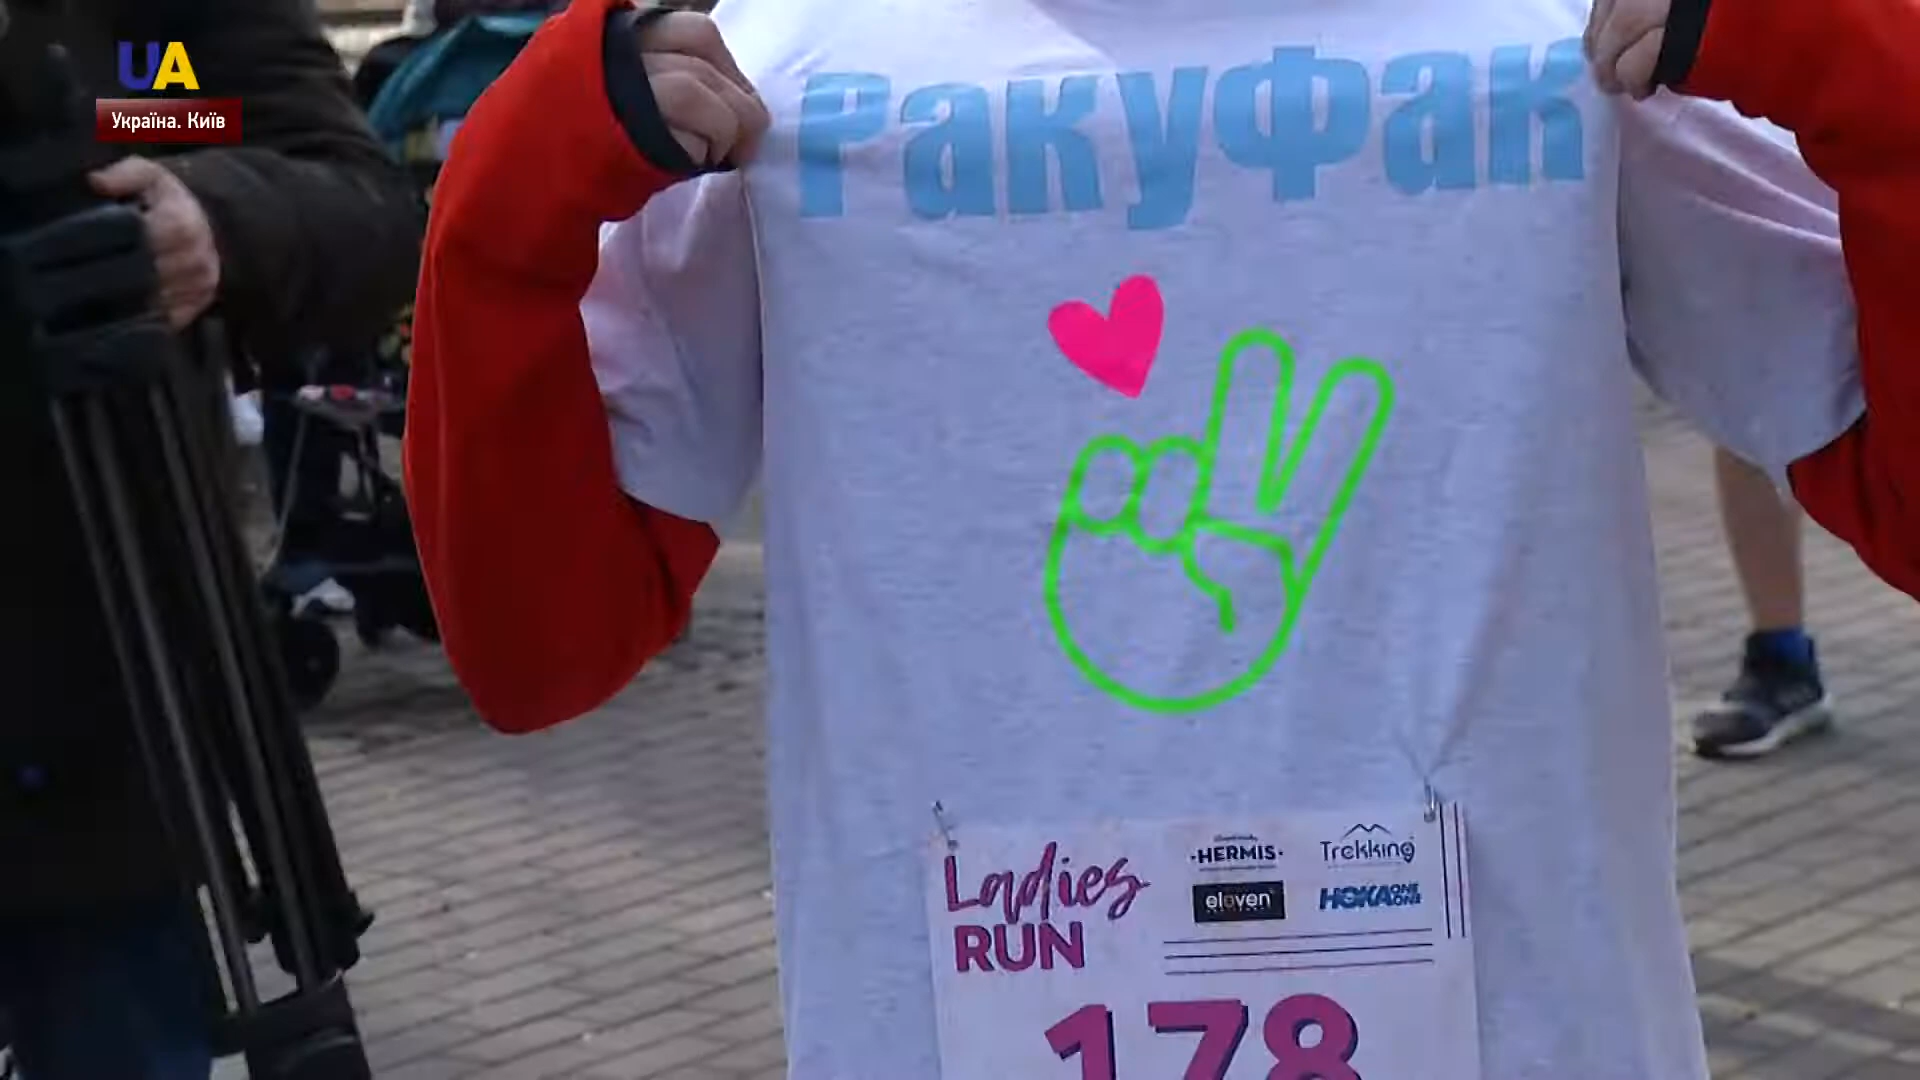 UA
Україна. Київ
Ракуфак
Ladies
RUN
·HERMIS·
Trekking
eleven
HOKA ONE ONE
178